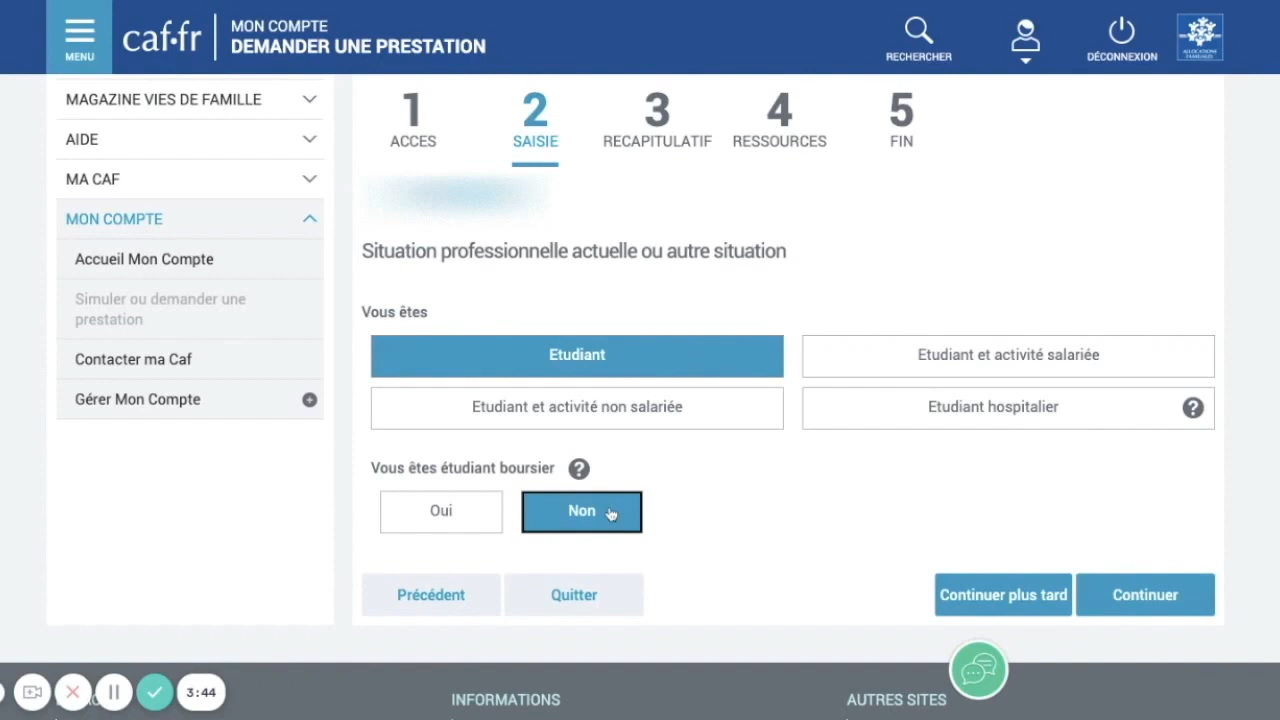 MENU
caf.fr
MON COMPTE
DEMANDER UNE PRESTATION
RECHERCHER
DÉCONNEXION
ALLOCATIONS
FAMILIALES
MAGAZINE VIES DE FAMILLE
AIDE
MA CAF
MON COMPTE
Accueil Mon Compte
Simuler ou demander une
prestation
Contacter ma Caf
Gérer Mon Compte
1
ACCES
2
SAISIE
3
RECAPITULATIF
4
RESSOURCES
5
FIN
Situation professionnelle actuelle ou autre situation
Vous êtes
Etudiant
Etudiant et activité salariée
Etudiant et activité non salariée
Etudiant hospitalier ?
Vous êtes étudiant boursier ?
Oui
Non
Précédent
Quitter
Continuer plus tard
Continuer
3:44
INFORMATIONS
AUTRES SITES